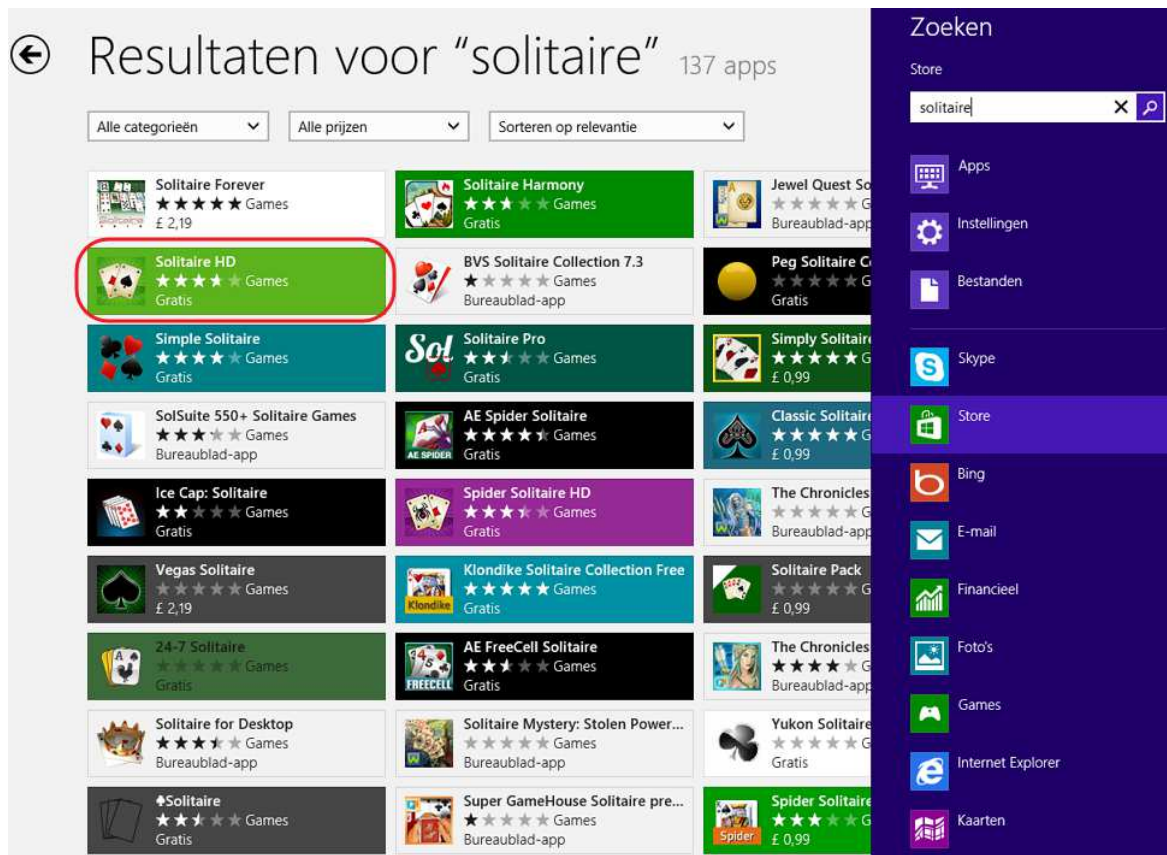 Resultaten voor “solitaire” 137 apps
Alle categorieën
Alle prijzen
Sorteren op relevantie
Solitaire Forever
Games
£ 2,19
Solitaire Harmony
Games
Gratis
Jewel Quest So
G
Bureaublad-app
Solitaire HD
Games
Gratis
BVS Solitaire Collection 7.3
Games
Bureaublad-app
Peg Solitaire C
G
Gratis
Simple Solitaire
Games
Gratis
Sol!
Solitaire Pro
Games
Gratis
Simply Solitaire
G
£ 0,99
SolSuite 550+ Solitaire Games
Games
Bureaublad-app
AE SPIDER
AE Spider Solitaire
Games
Gratis
Classic Solitaire
G
£ 0,99
Ice Cap: Solitaire
Games
Gratis
Spider Solitaire HD
Games
Gratis
The Chronicles
G
Bureaublad-app
Vegas Solitaire
Games
£ 2,19
Klondike
Klondike Solitaire Collection Free
Games
Gratis
Solitaire Pack
G
£ 0,99
24-7 Solitaire
Games
Gratis
FREECELL
AE FreeCell Solitaire
Games
Gratis
The Chronicles
G
Bureaublad-app
Solitaire for Desktop
Games
Bureaublad-app
Solitaire Mystery: Stolen Power...
Games
Bureaublad-app
Yukon Solitaire
G
Gratis
♠Solitaire
Games
Gratis
Super GameHouse Solitaire pre...
Games
Bureaublad-app
Spider
Spider Solitaire
G
£ 0,99
Zoeken
Store
solitaire
Apps
Instellingen
Bestanden
Skype
Store
Bing
E-mail
Financieel
Foto's
Games
Internet Explorer
Kaarten